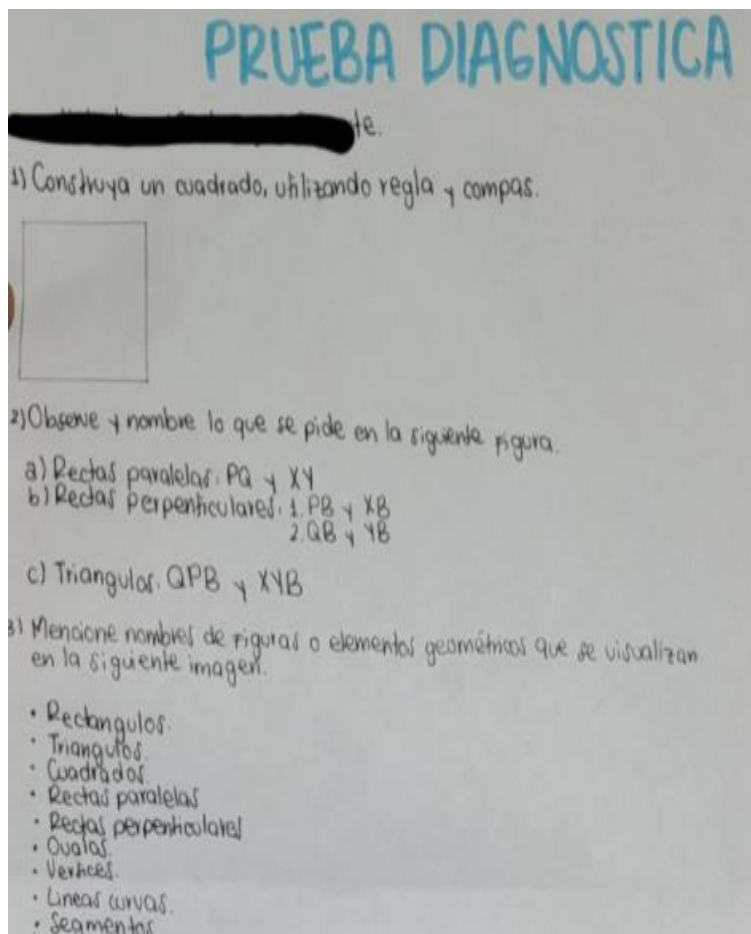 PRUEBA DIAGNOSTICA
te.
1) Construya un cuadrado, utilizando regla y compas.
2) Observe y nombre lo que se pide en la siguiente figura.
a) Rectas paralelas. PQ y XY
b) Rectas perpenticulares. 1. PB y XB
2. QB y YB
c) Triangulos. QPB y XYB
3) Mencione nombres de figuras o elementos geométricos que se visualizan
en la siguiente imagen.
• Rectangulos.
• Triangulos.
• Cuadrados.
• Rectas paralelas
• Rectas perpenticulares
• Ovalos.
• Vertices.
• Lineas curvas.
• Segmentos